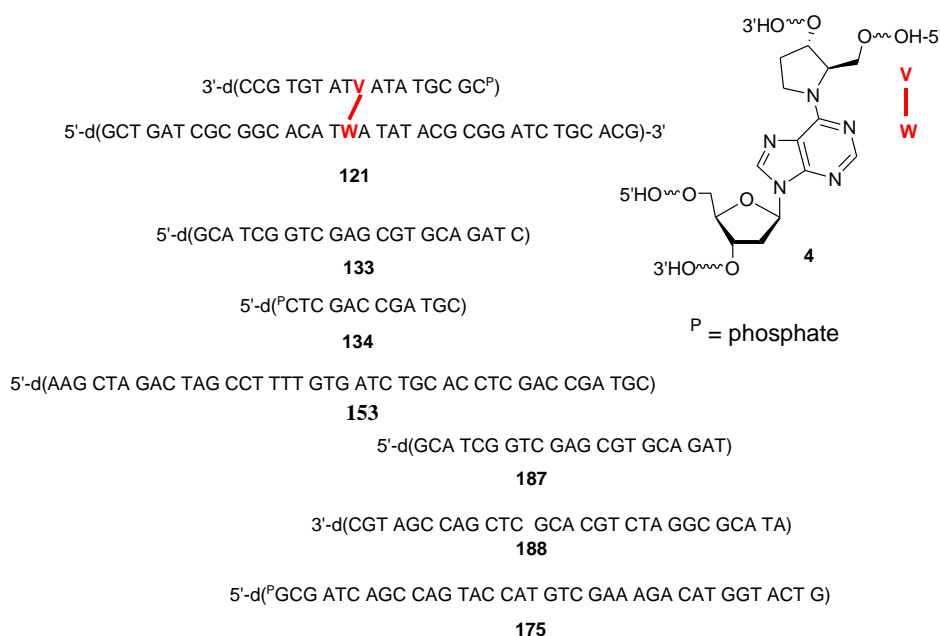 3'-d(CCG TGT ATV ATA TGC GCᴾ)
5'-d(GCT GAT CGC GGC ACA TWA TAT ACG CGG ATC TGC ACG)-3'
121
3'HO O
O OH-5'
N
N N
N N
5'HO O
O
3'HO O
4
V
W
5'-d(GCA TCG GTC GAG CGT GCA GAT C)
133
5'-d(ᴾCTC GAC CGA TGC)
134
ᴾ = phosphate
5'-d(AAG CTA GAC TAG CCT TTT GTG ATC TGC AC CTC GAC CGA TGC)
153
5'-d(GCA TCG GTC GAG CGT GCA GAT)
187
3'-d(CGT AGC CAG CTC GCA CGT CTA GGC GCA TA)
188
5'-d(ᴾGCG ATC AGC CAG TAC CAT GTC GAA AGA CAT GGT ACT G)
175